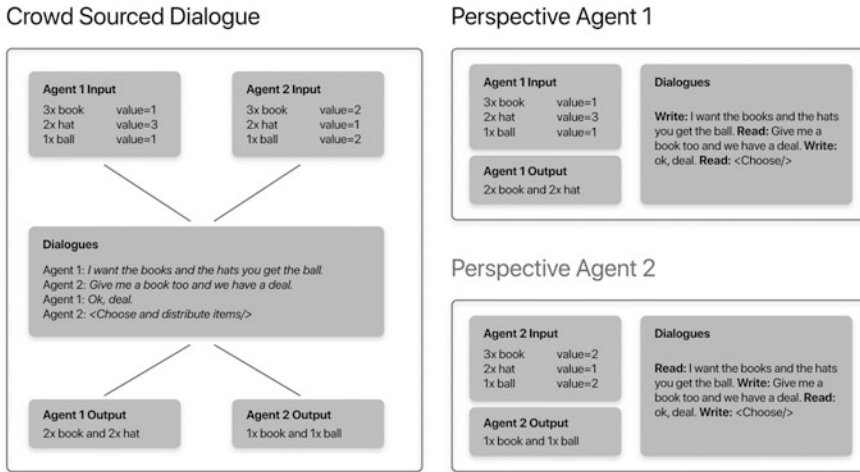 Crowd Sourced Dialogue
Agent 1 Input
3x book value=1
2x hat value=3
1x ball value=1
Agent 2 Input
3x book value=2
2x hat value=1
1x ball value=2
Dialogues
Agent 1: I want the books and the hats you get the ball.
Agent 2: Give me a book too and we have a deal.
Agent 1: Ok, deal.
Agent 2: <Choose and distribute items/>
Agent 1 Output
2x book and 2x hat
Agent 2 Output
1x book and 1x ball
Perspective Agent 1
Agent 1 Input
3x book value=1
2x hat value=3
1x ball value=1
Agent 1 Output
2x book and 2x hat
Dialogues
Write: I want the books and the hats
you get the ball. Read: Give me a
book too and we have a deal. Write:
ok, deal. Read: <Choose/>
Perspective Agent 2
Agent 2 Input
3x book value=2
2x hat value=1
1x ball value=2
Agent 2 Output
1x book and 1x ball
Dialogues
Read: I want the books and the hats
you get the ball. Write: Give me a
book too and we have a deal. Read:
ok, deal. Write: <Choose/>